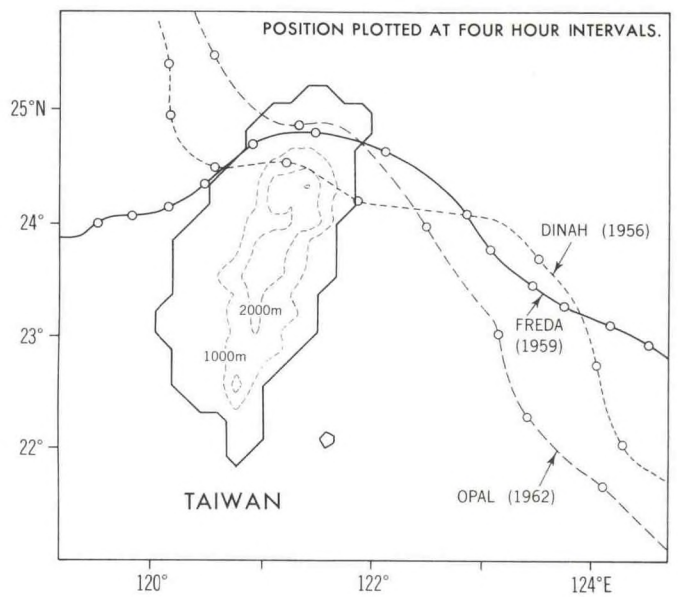 POSITION PLOTTED AT FOUR HOUR INTERVALS.
25°N
24°
DINAH (1956)
2000m
23°
FREDA
(1959)
1000m
22°
OPAL (1962)
TAIWAN
120°
122°
124°E